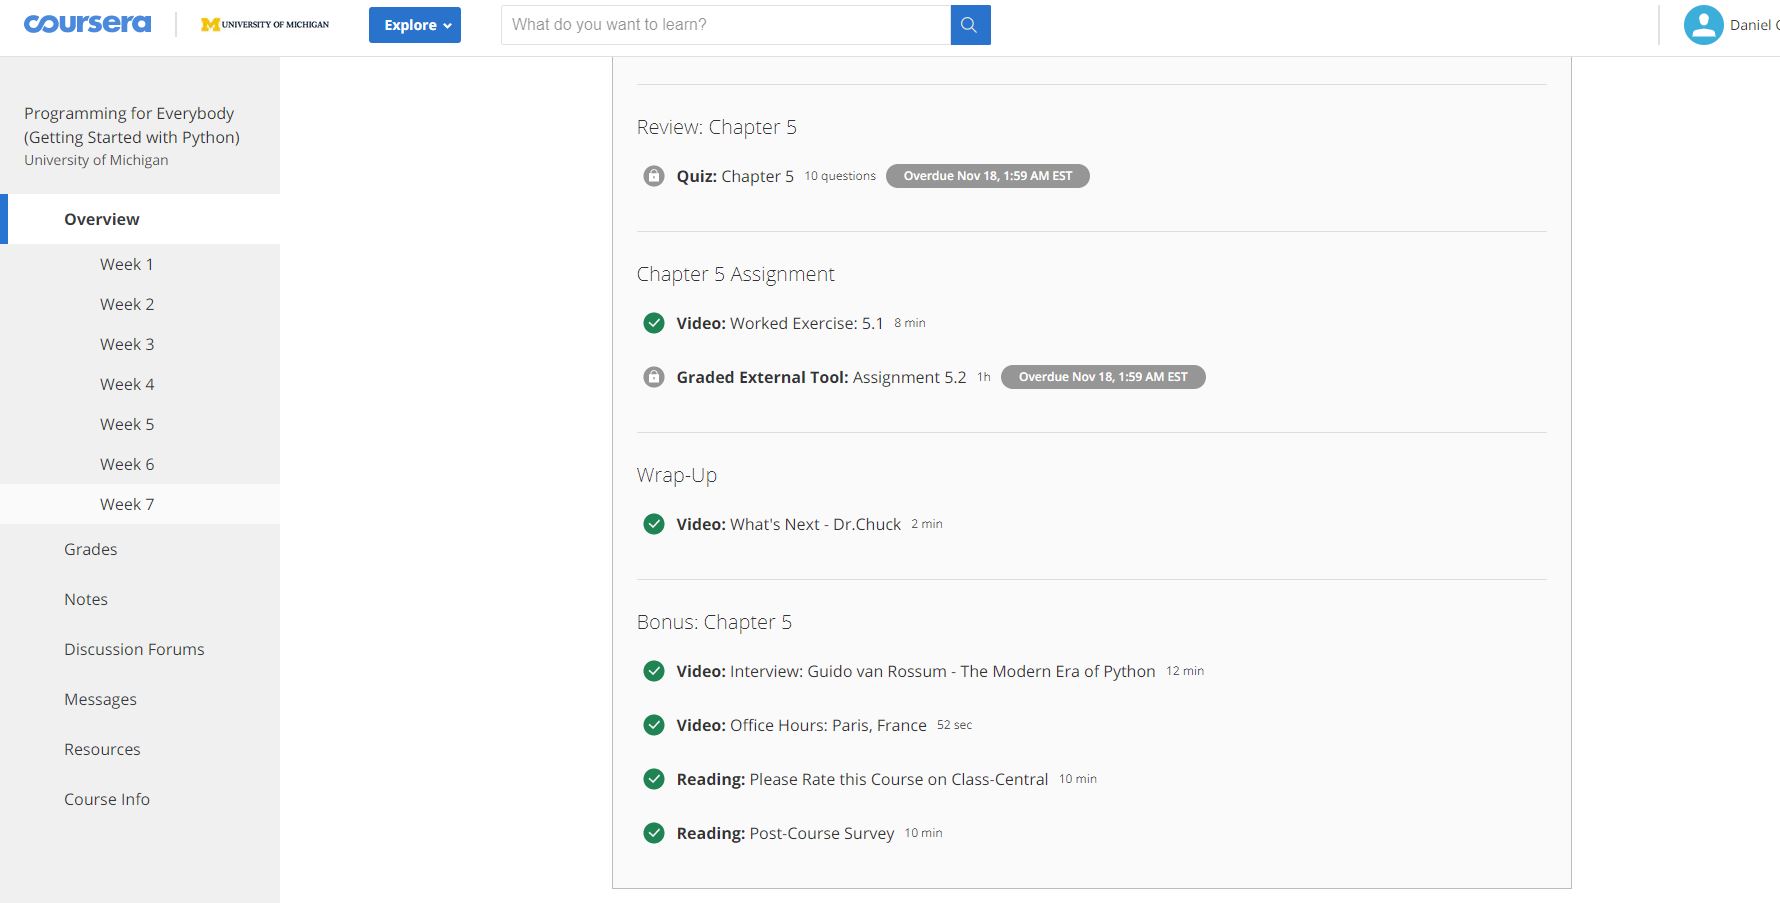 coursera
UNIVERSITY OF MICHIGAN
Explore
What do you want to learn?
Daniel
Programming for Everybody
(Getting Started with Python)
University of Michigan
Overview
Week 1
Week 2
Week 3
Week 4
Week 5
Week 6
Week 7
Grades
Notes
Discussion Forums
Messages
Resources
Course Info
Review: Chapter 5
Quiz: Chapter 5 10 questions Overdue Nov 18, 1:59 AM EST
Chapter 5 Assignment
Video: Worked Exercise: 5.1 8 min
Graded External Tool: Assignment 5.2 1h Overdue Nov 18, 1:59 AM EST
Wrap-Up
Video: What's Next - Dr.Chuck 2 min
Bonus: Chapter 5
Video: Interview: Guido van Rossum - The Modern Era of Python 12 min
Video: Office Hours: Paris, France 52 sec
Reading: Please Rate this Course on Class-Central 10 min
Reading: Post-Course Survey 10 min